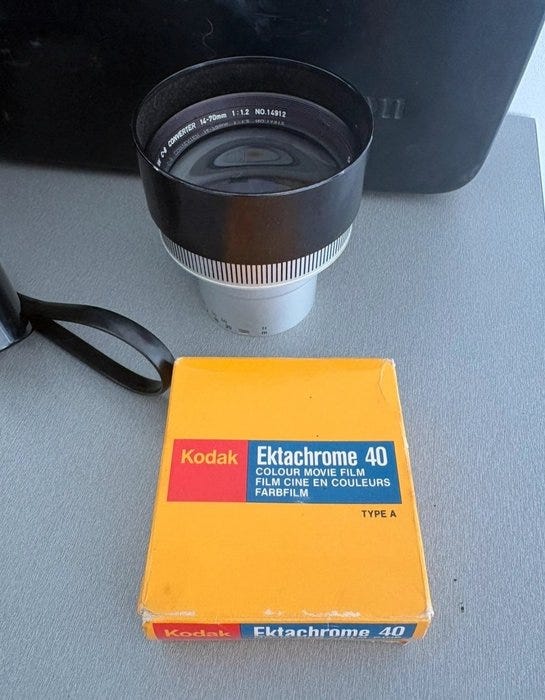 C-8 CONVERTER 14-70mm 1:1.2 NO.14912
Kodak
Ektachrome 40
COLOUR MOVIE FILM
FILM CINE EN COULEURS
FARBFILM
TYPE A
Kodak Ektachrome 40